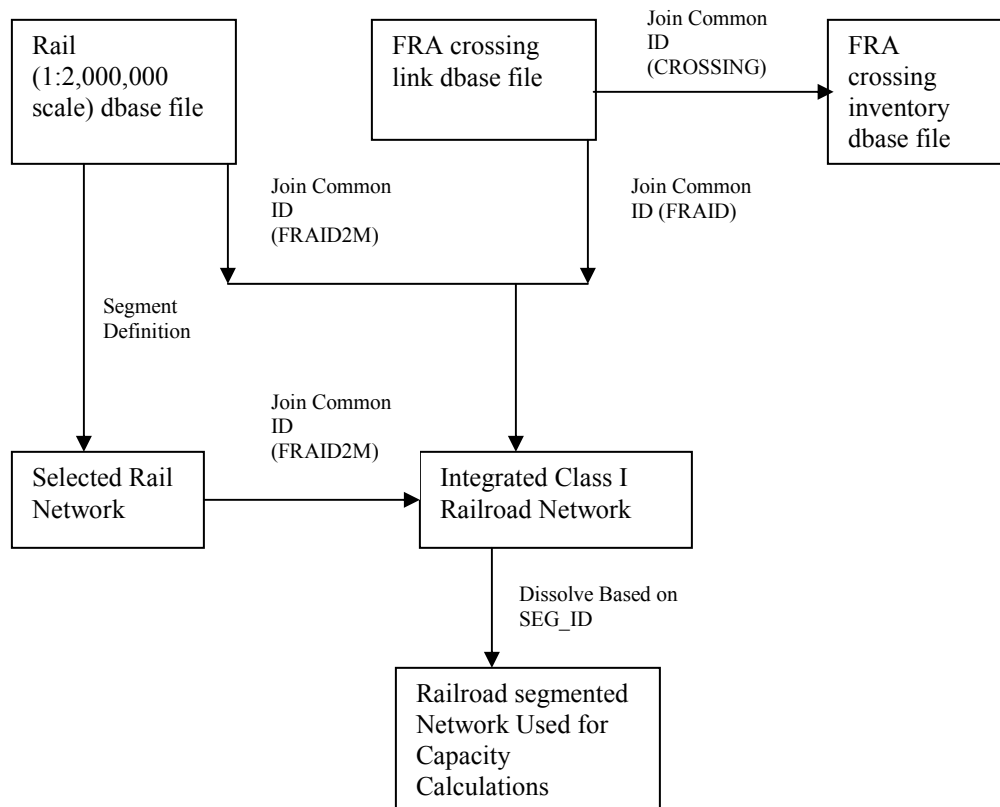 Rail
(1:2,000,000
scale) dbase file
FRA crossing
link dbase file
Join Common
ID
(CROSSING)
FRA
crossing
inventory
dbase file
Join Common
ID
(FRAID2M)
Join Common
ID (FRAID)
Segment
Definition
Join Common
ID
(FRAID2M)
Selected Rail
Network
Integrated Class I
Railroad Network
Dissolve Based on
SEG_ID
Railroad segmented
Network Used for
Capacity
Calculations